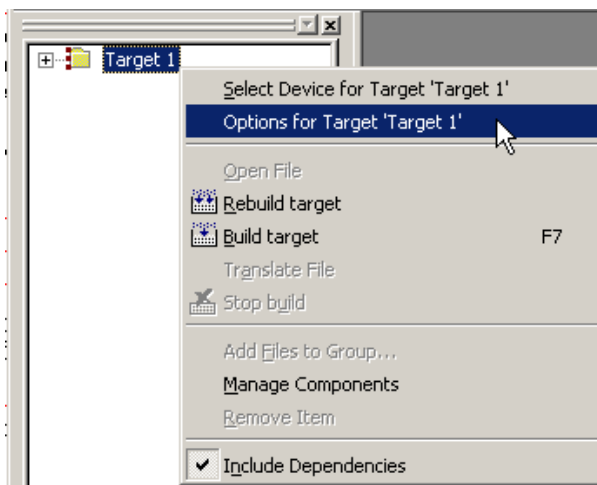 Target 1
Select Device for Target 'Target 1'
Options for Target 'Target 1'
Open File
Rebuild target
Build target F7
Translate File
Stop build
Add Files to Group...
Manage Components
Remove Item
Include Dependencies